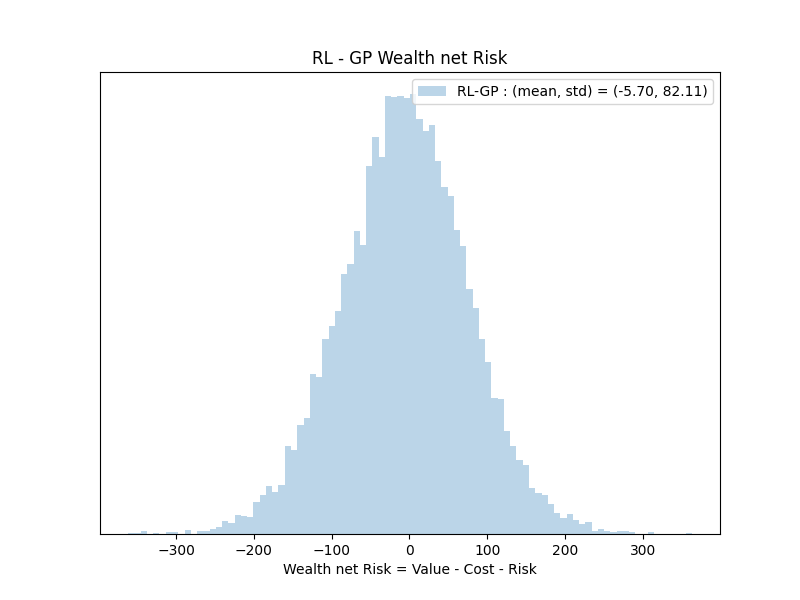 RL - GP Wealth net Risk
RL-GP : (mean, std) = (-5.70, 82.11)
−300 −200 −100 0 100 200 300
Wealth net Risk = Value - Cost - Risk